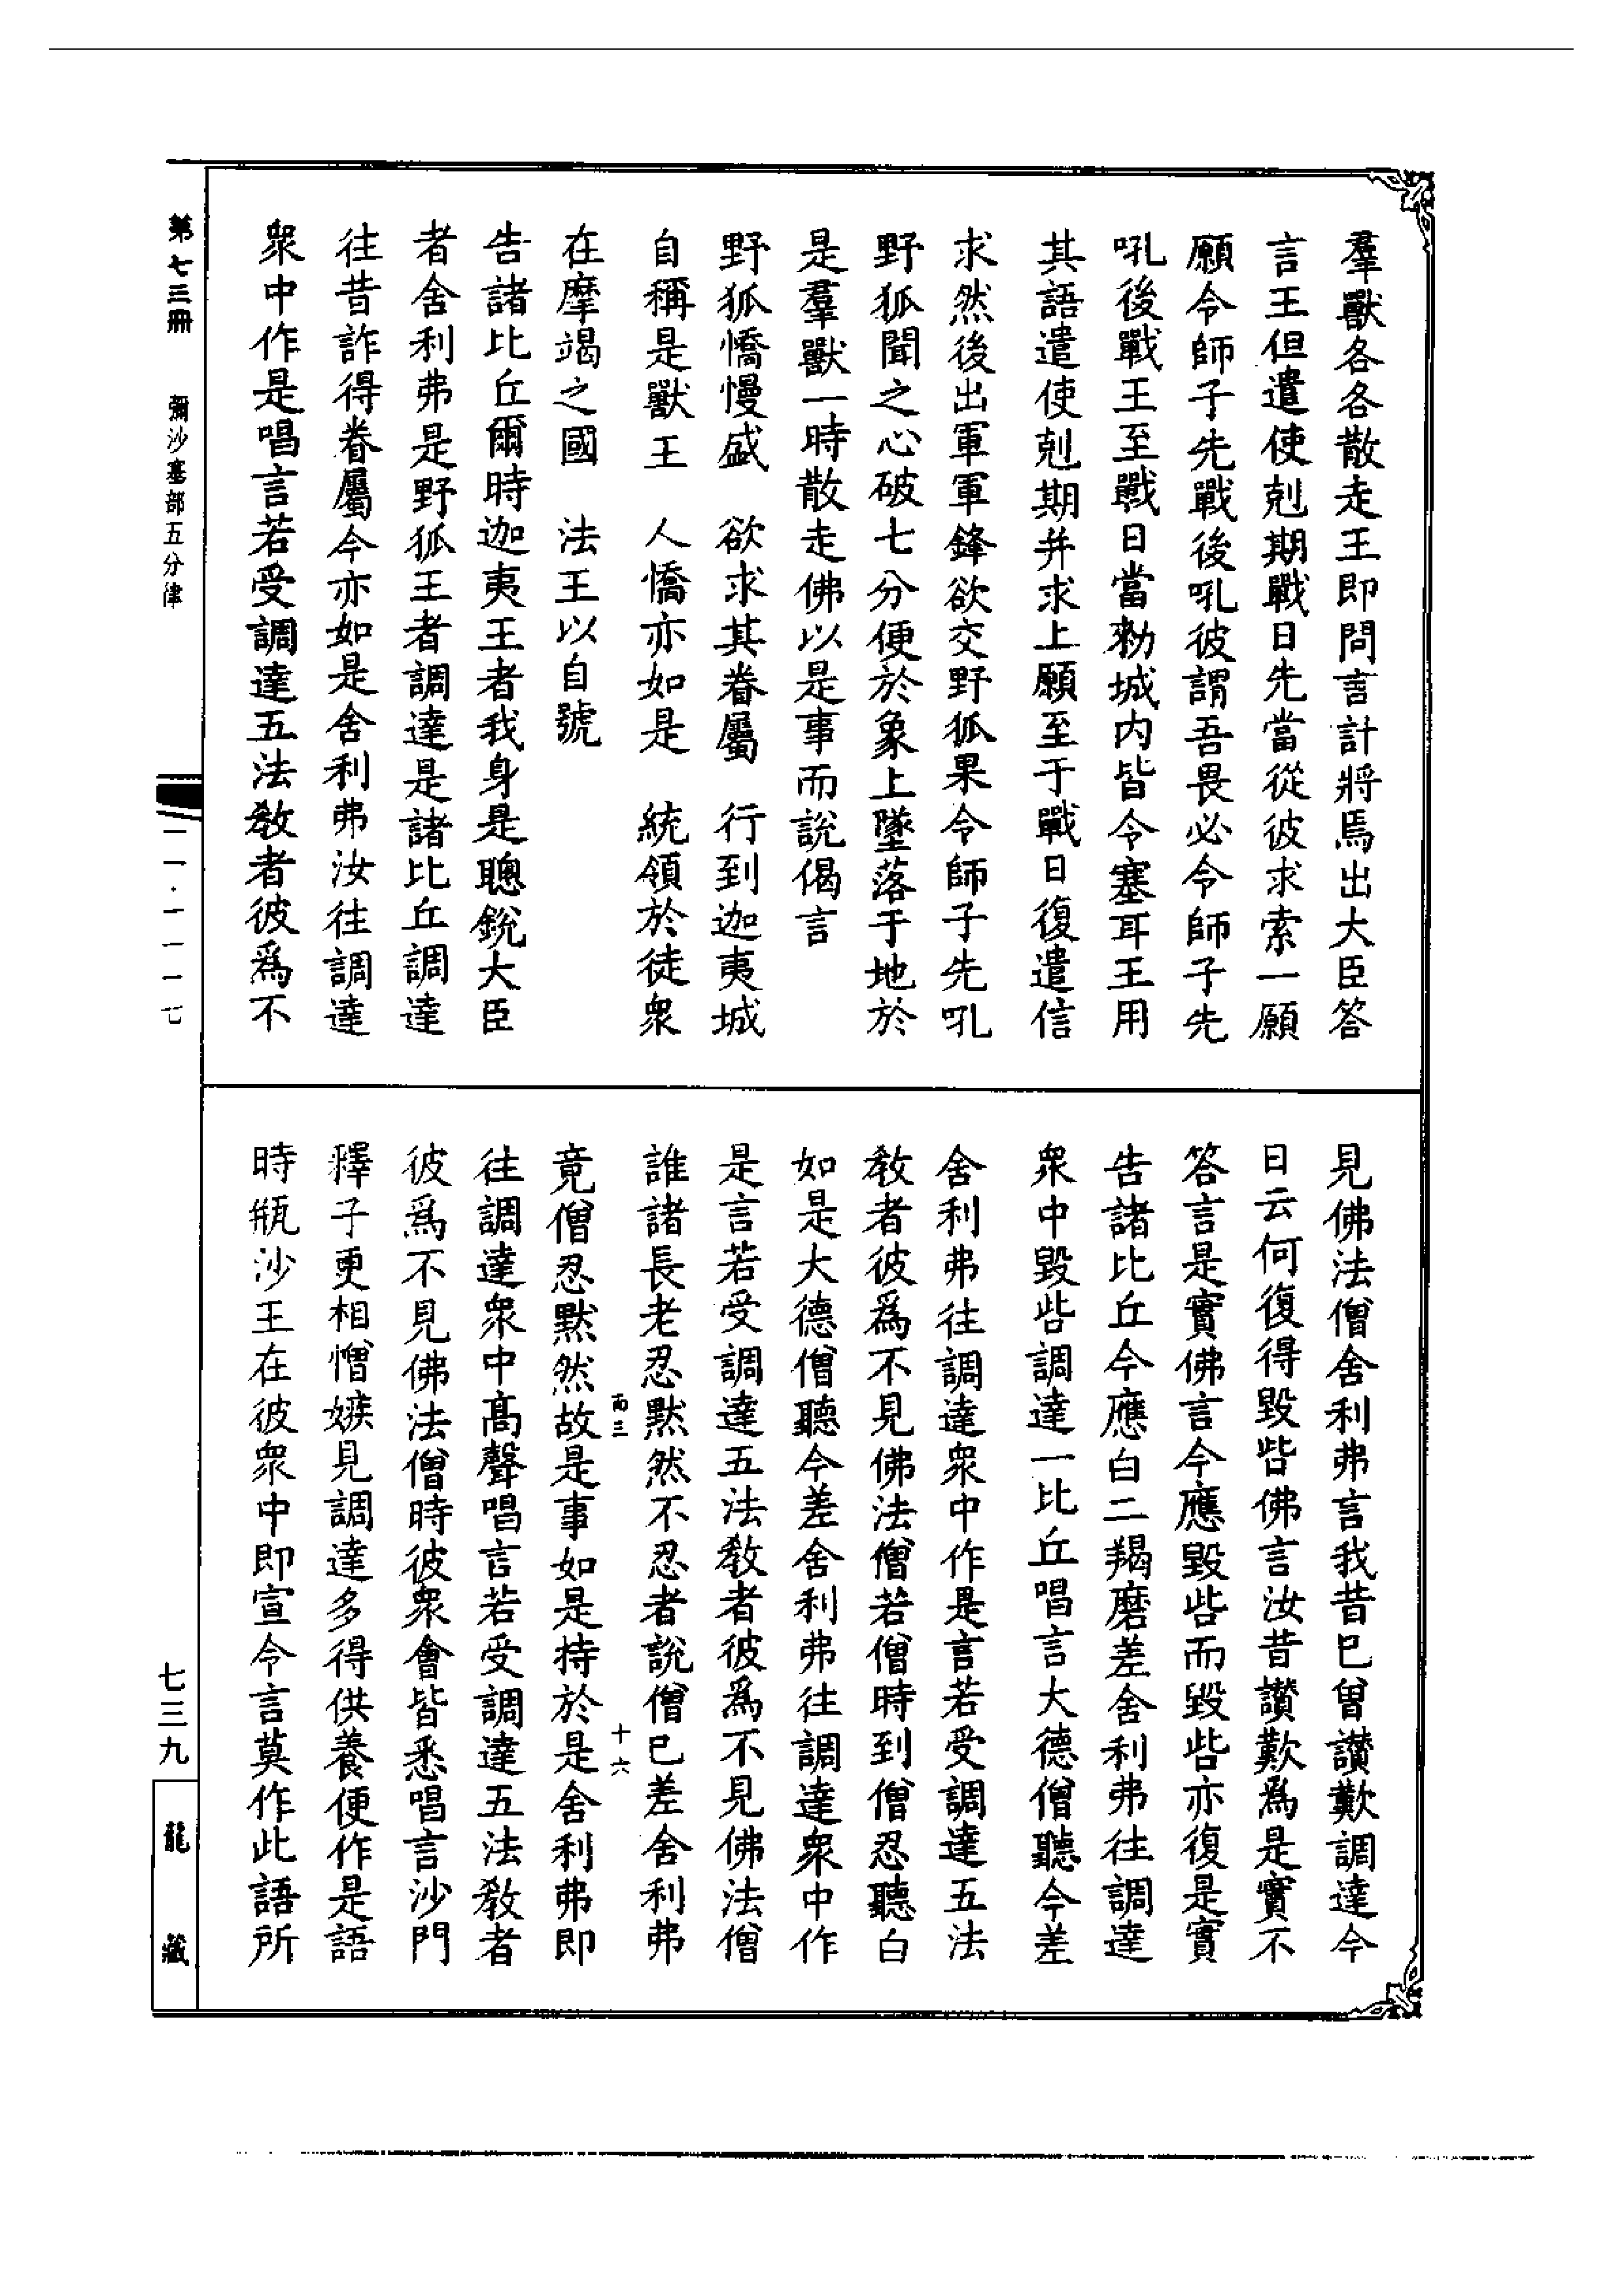 羣獸各各散走王即問言計將焉出大臣答
言王但遣使剋期戰日先當從彼求索一願
願令師子先戰後吼彼謂吾畏必令師子先
吼後戰王至戰日當勑城内皆令塞耳王用
其語遣使剋期并求上願至于戰日復遣信
求然後出軍軍鋒欲交野狐果令師子先吼
野狐聞之心破七分便於象上墜落于地於
是羣獸一時散走佛以是事而說偈言
野狐憍慢盛　欲求其眷屬　行到迦夷城
自稱是獸王　人憍亦如是　統領於徒衆
在摩竭之國　法王以自號
告諸比丘爾時迦夷王者我身是聰銳大臣
者舍利弗是野狐王者調達是諸比丘調達
往昔詐得眷屬今亦如是舍利弗汝往調達
衆中作是唱言若受調達五法敎者彼爲不
見佛法僧舍利弗言我昔已曾讚歎調達今
日云何復得毀呰佛言汝昔讚歎爲是實不
答言是實佛言今應毀呰而毀呰亦復是實
告諸比丘今應白二羯磨差舍利弗往調達
衆中毀呰調達一比丘唱言大德僧聽今差
舍利弗往調達衆中作是言若受調達五法
敎者彼爲不見佛法僧若僧時到僧忍聽白
如是大德僧聽今差舍利弗往調達衆中作
是言若受調達五法敎者彼爲不見佛法僧
誰諸長老忍默然不忍者說僧已差舍利弗
竟僧忍默然故是事如是持於是舍利弗即
往調達衆中高聲唱言若受調達五法敎者
彼爲不見佛法僧時彼衆會皆悉唱言沙門
釋子更相憎嫉見調達多得供養便作是語
時瓶沙王在彼衆中即宣令言莫作此語所
而三　十六
第七三冊　彌沙塞部五分律
一一·一一一七
七三九
龍藏